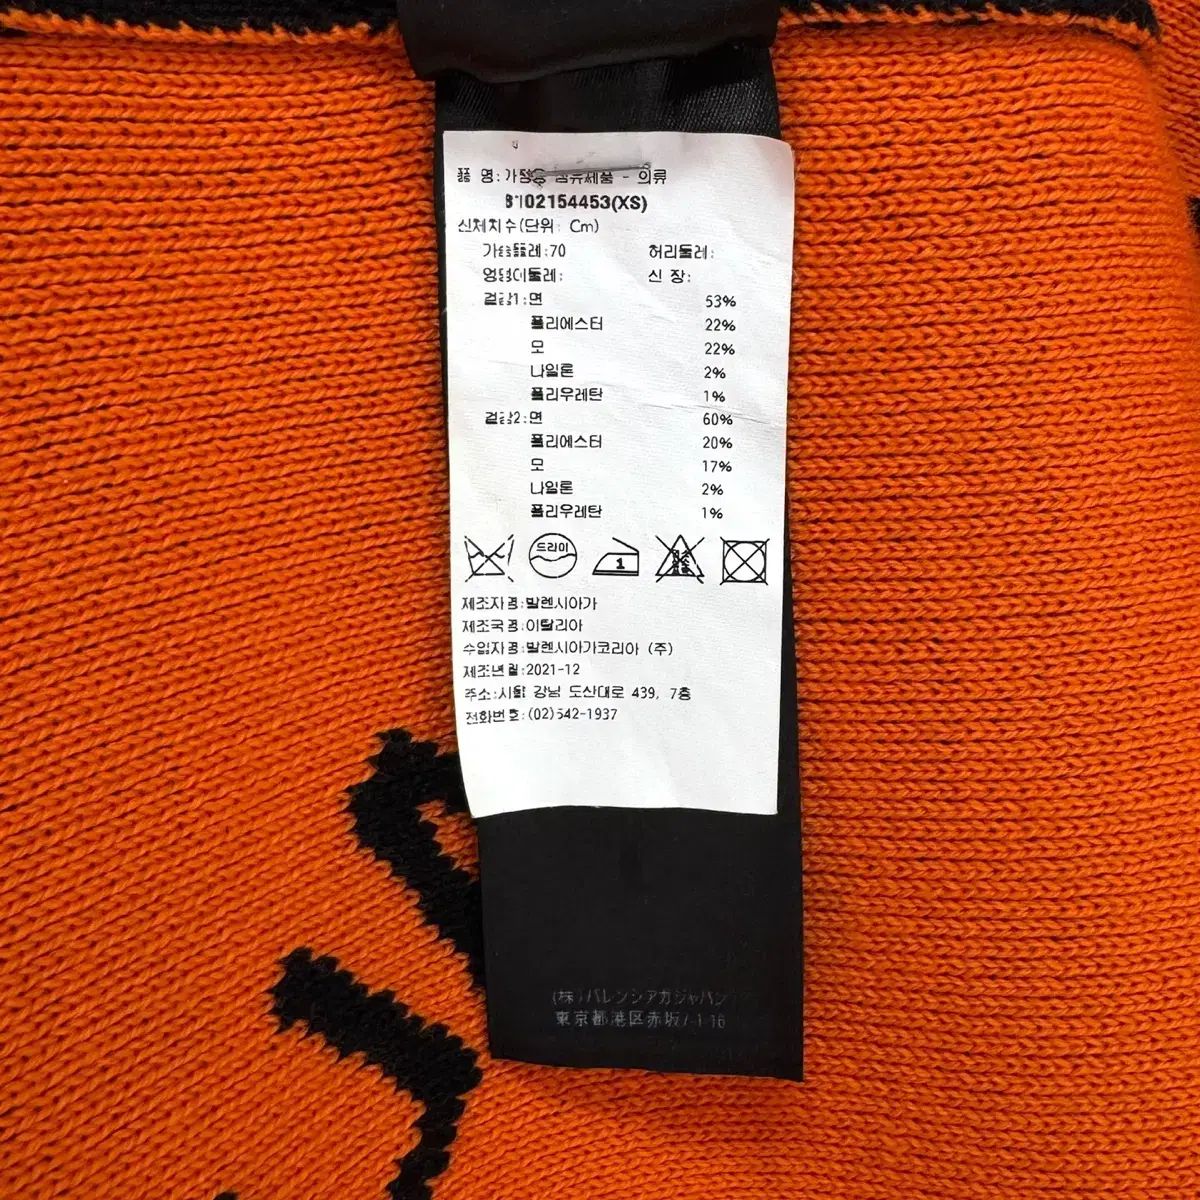 품 명:가정용 섬유제품 - 의류
8102154453(XS)
신체치수(단위: Cm)
가슴둘레:70 허리둘레:
엉덩이둘레: 신 장:
겉감1:면 53%
폴리에스터 22%
모 22%
나일론 2%
폴리우레탄 1%
겉감2:면 60%
폴리에스터 20%
모 17%
나일론 2%
폴리우레탄 1%
드라이
1
제조자명:발렌시아가
제조국명:이탈리아
수입자명:발렌시아가코리아 (주)
제조년월:2021-12
주소:서울 강남 도산대로 439, 7층
전화번호:(02)542-1937
(株)バレンシアガジャパン
東京都港区赤坂7-1-16